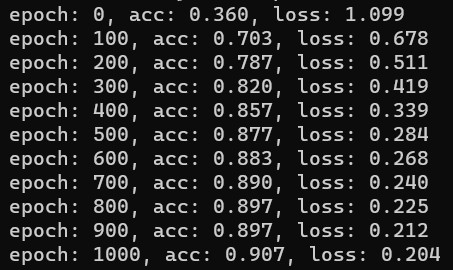 epoch: 0, acc: 0.360, loss: 1.099
epoch: 100, acc: 0.703, loss: 0.678
epoch: 200, acc: 0.787, loss: 0.511
epoch: 300, acc: 0.820, loss: 0.419
epoch: 400, acc: 0.857, loss: 0.339
epoch: 500, acc: 0.877, loss: 0.284
epoch: 600, acc: 0.883, loss: 0.268
epoch: 700, acc: 0.890, loss: 0.240
epoch: 800, acc: 0.897, loss: 0.225
epoch: 900, acc: 0.897, loss: 0.212
epoch: 1000, acc: 0.907, loss: 0.204